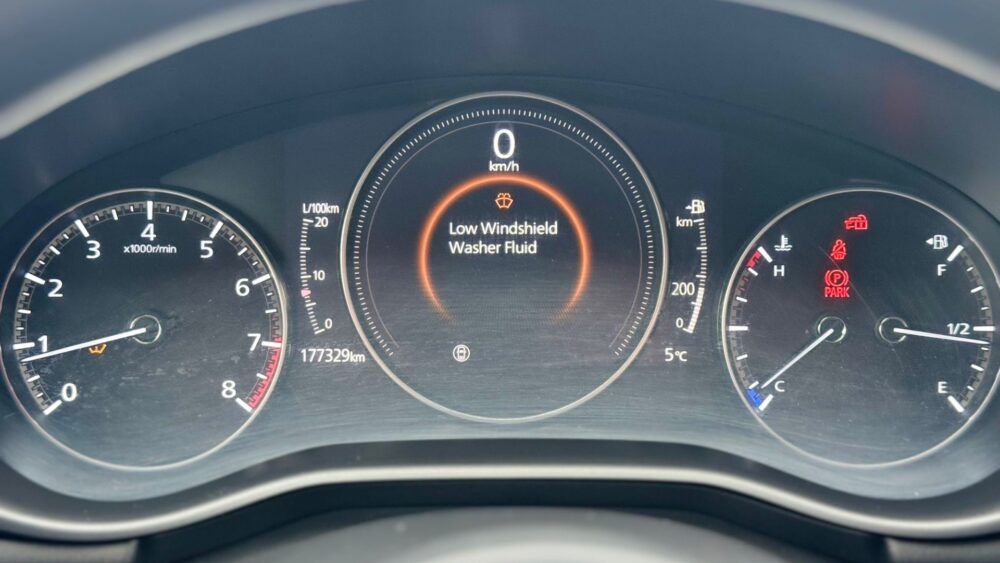 0
km/h
Low Windshield
Washer Fluid
0
1
2
3
4
5
6
7
8
x1000r/min
L/100km
20
10
0
177329km
km
200
0
5℃
H
C
PARK
P
F
1/2
E